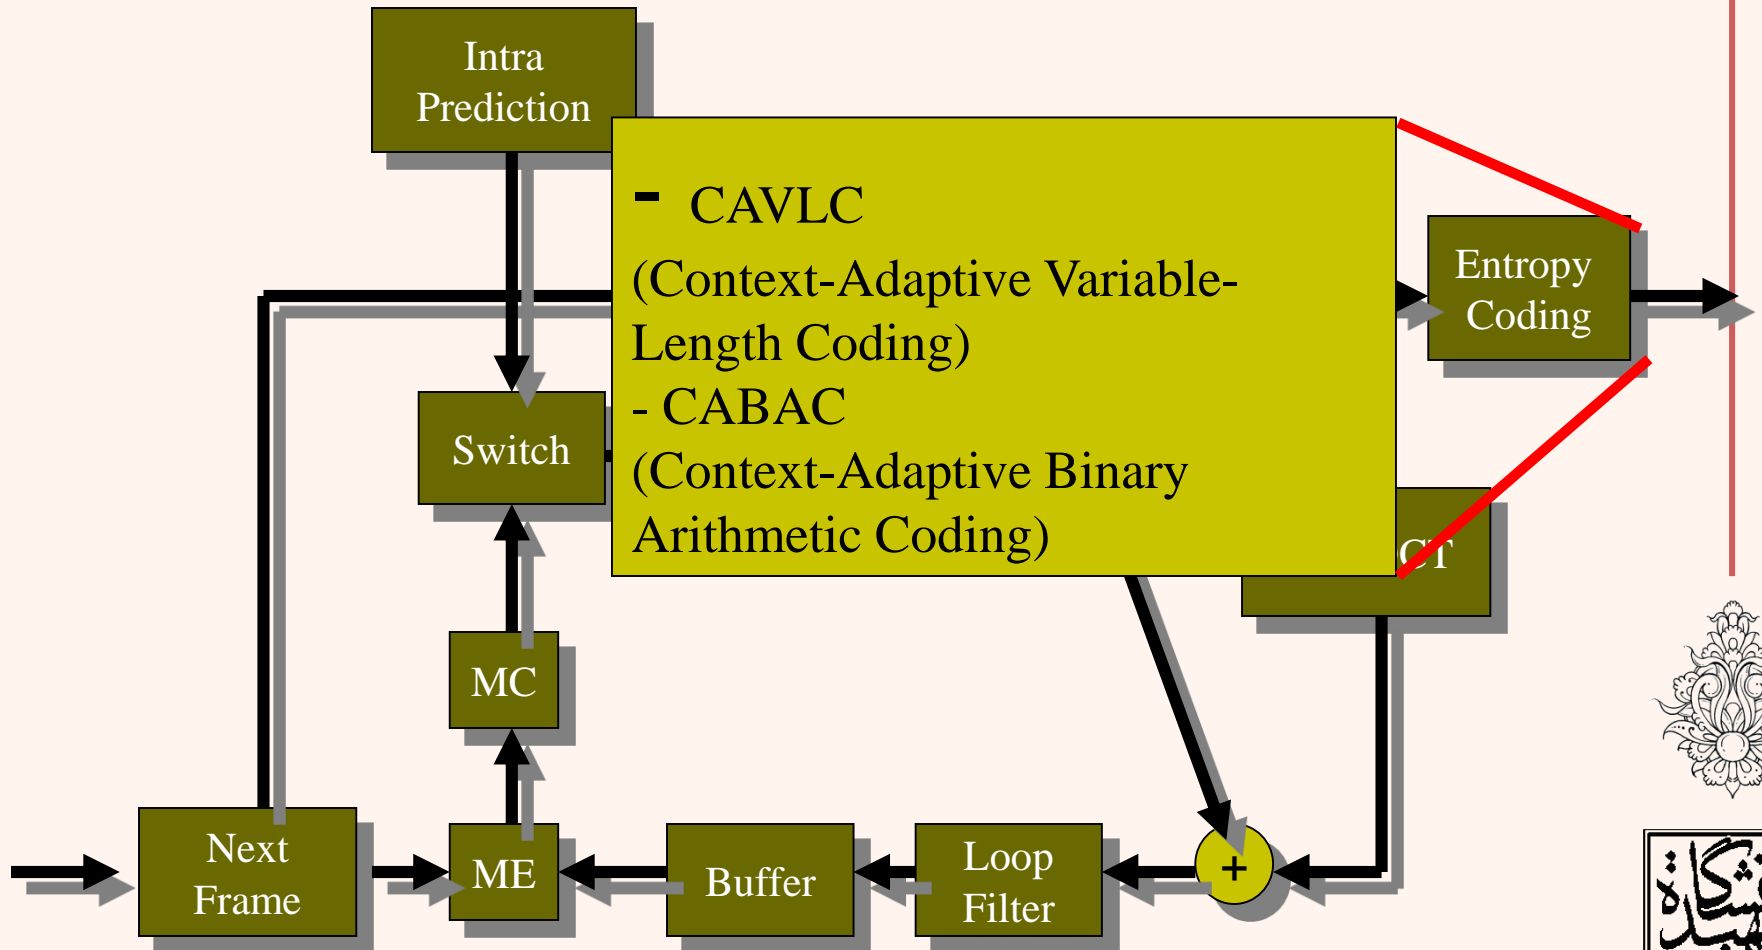 Intra
Prediction
- CAVLC
(Context-Adaptive Variable-
Length Coding)
- CABAC
(Context-Adaptive Binary
Arithmetic Coding)
Entropy
Coding
Switch
CT
MC
Next
Frame
ME
Buffer
Loop
Filter
+